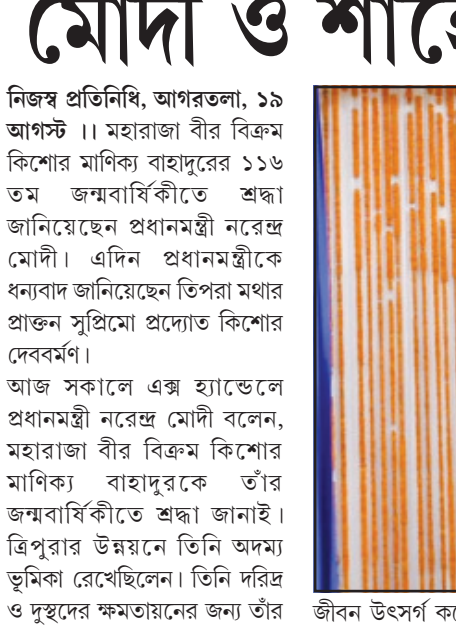 মোদী ও
নিজস্ব প্রতিনিধি, আগরতলা, ১৯
আগস্ট ।। মহারাজা বীর বিক্রম
কিশোর মাণিক্য বাহাদুরের ১১৬
তম জন্মবার্ষিকীতে শ্রদ্ধা
জানিয়েছেন প্রধানমন্ত্রী নরেন্দ্র
মোদী। এদিন প্রধানমন্ত্রীকে
ধন্যবাদ জানিয়েছেন তিপরা মথার
প্রাক্তন সুপ্রিমো প্রদ্যোত কিশোর
দেববর্মণ।
আজ সকালে এক্স হ্যান্ডেলে
প্রধানমন্ত্রী নরেন্দ্র মোদী বলেন,
মহারাজা বীর বিক্রম কিশোর
মাণিক্য বাহাদুরকে তাঁর
জন্মবার্ষিকীতে শ্রদ্ধা জানাই।
ত্রিপুরার উন্নয়নে তিনি অদম্য
ভূমিকা রেখেছিলেন। তিনি দরিদ্র
ও দুস্থদের ক্ষমতায়নের জন্য তাঁর
জীবন উৎসর্গ